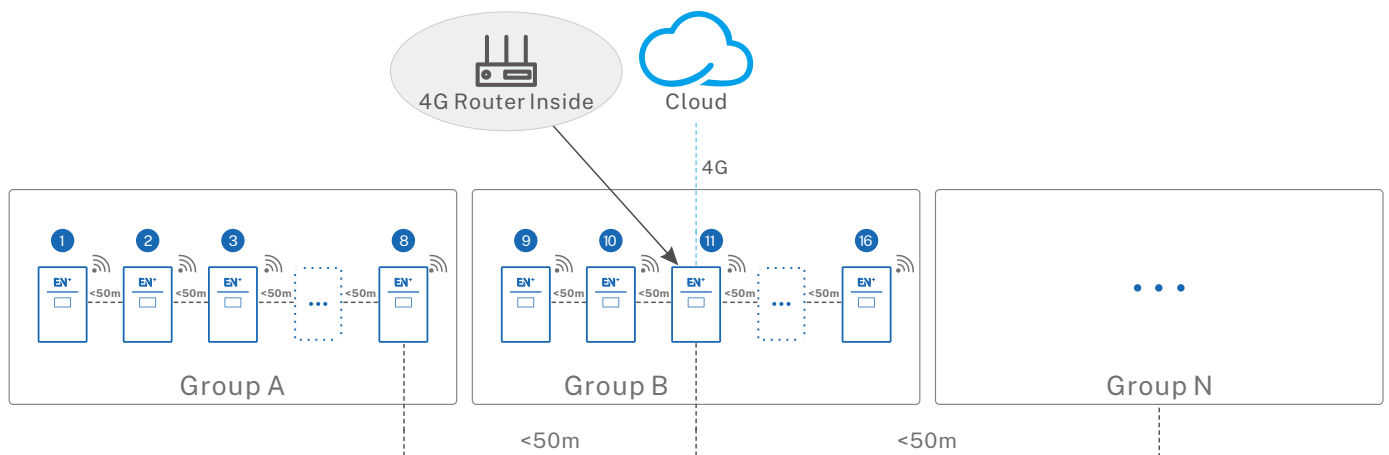 4G Router Inside
Cloud
4G
1 2 3 8
EN+ EN+ EN+ ... EN+
<50m <50m <50m <50m
Group A
9 10 11 16
EN+ EN+ EN+ ... EN+
<50m <50m <50m <50m
Group B
...
Group N
<50m <50m